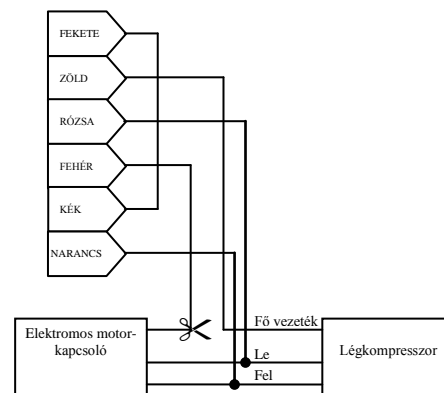 FEKETE
ZÖLD
RÓZSA
FEHÉR
KÉK
NARANCS
Elektromos motor-
kapcsoló
Fő vezeték
Le
Fel
Légkompresszor